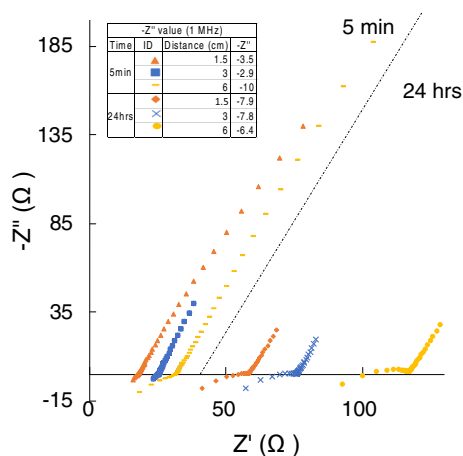 -Z" value (1 MHz)
Time ID Distance (cm) -Z"
5min 1.5 -3.5
3 -2.9
6 -10
24hrs 1.5 -7.9
3 -7.8
6 -6.4
5 min
24 hrs
185
135
85
35
-15
0 50 100
-Z" (Ω)
Z' (Ω)